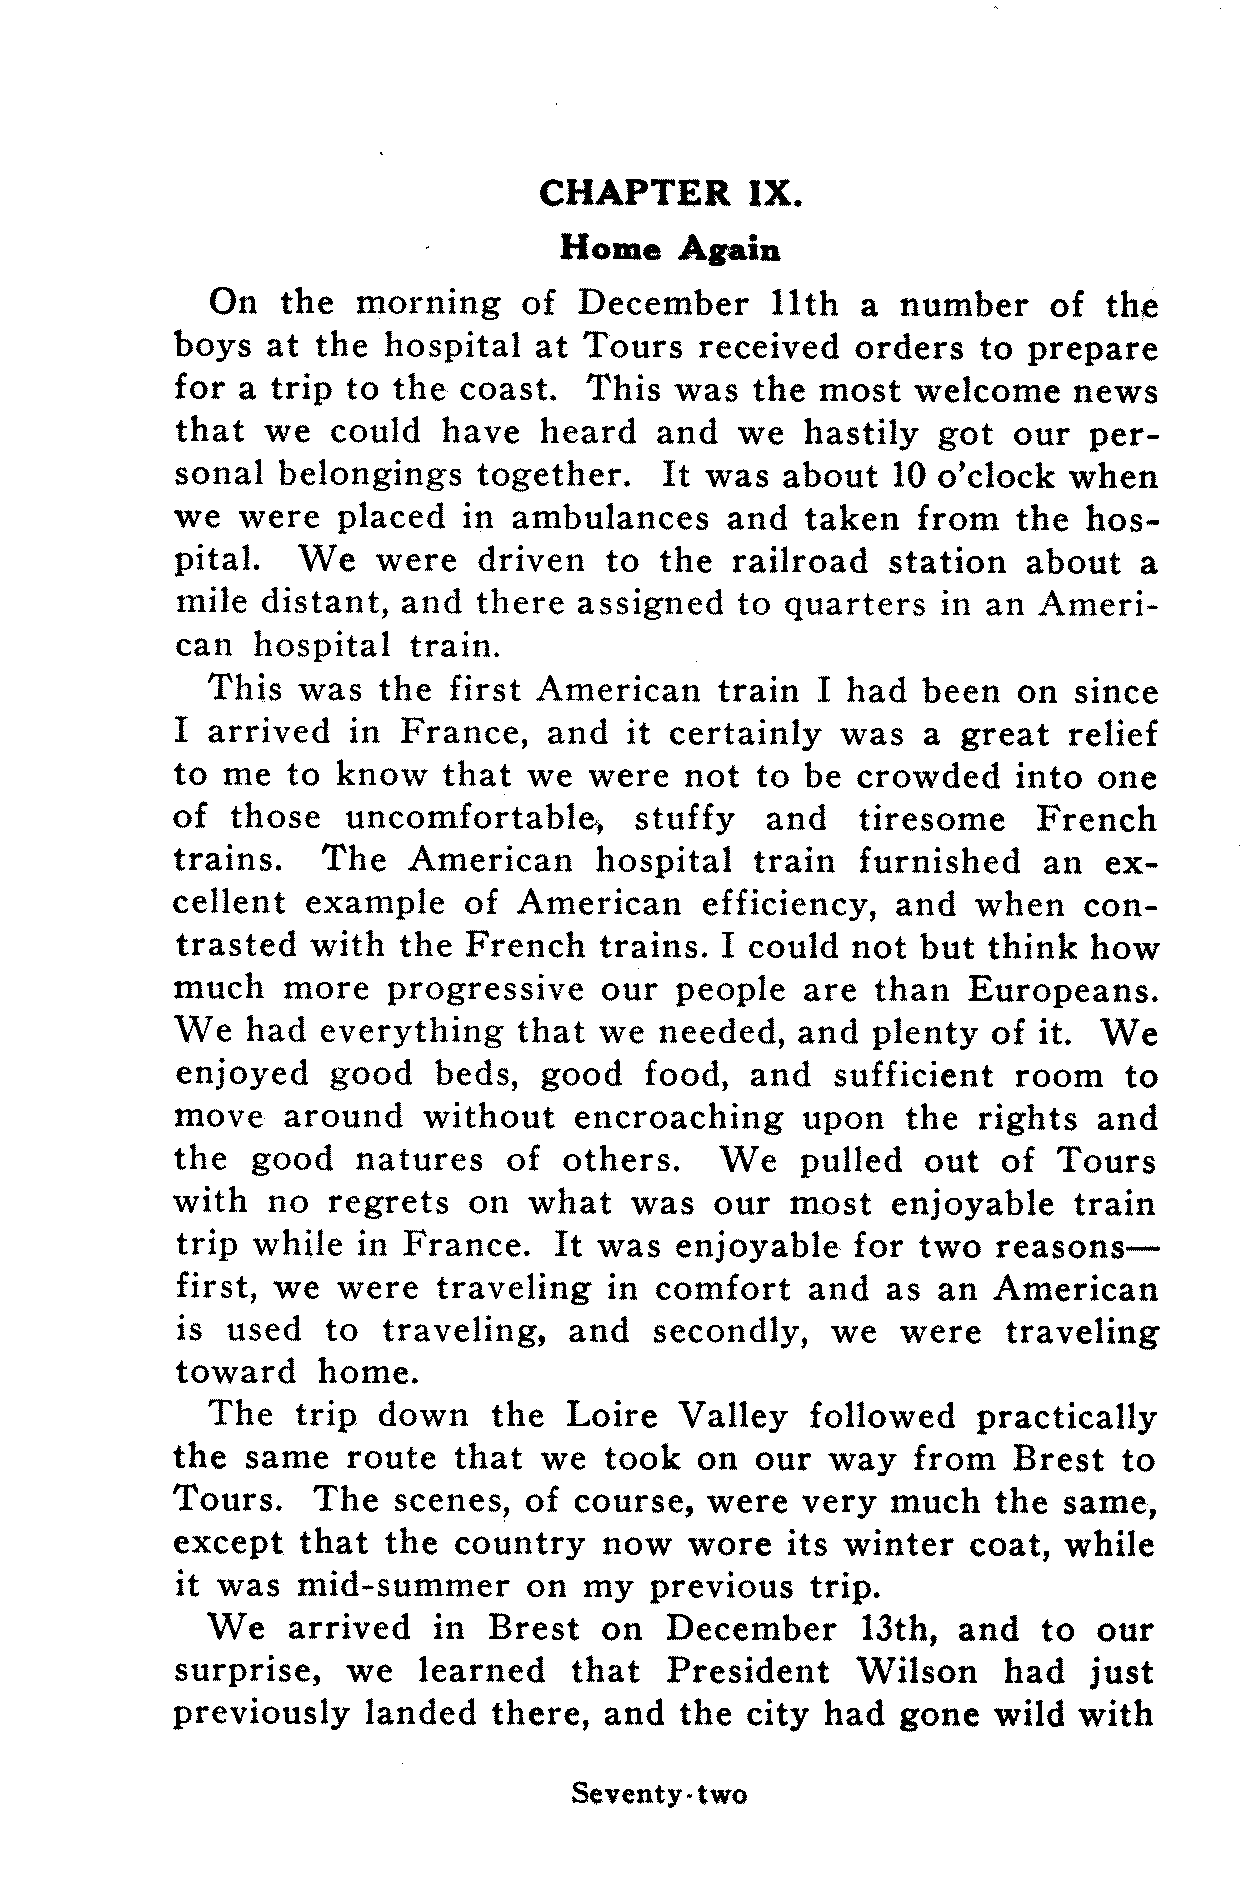 CHAPTER IX.
Home Again
On the morning of December 11th a number of the
boys at the hospital at Tours received orders to prepare
for a trip to the coast. This was the most welcome news
that we could have heard and we hastily got our per-
sonal belongings together. It was about 10 o'clock when
we were placed in ambulances and taken from the hos-
pital. We were driven to the railroad station about a
mile distant, and there assigned to quarters in an Ameri-
can hospital train.
This was the first American train I had been on since
I arrived in France, and it certainly was a great relief
to me to know that we were not to be crowded into one
of those uncomfortable, stuffy and tiresome French
trains. The American hospital train furnished an ex-
cellent example of American efficiency, and when con-
trasted with the French trains. I could not but think how
much more progressive our people are than Europeans.
We had everything that we needed, and plenty of it. We
enjoyed good beds, good food, and sufficient room to
move around without encroaching upon the rights and
the good natures of others. We pulled out of Tours
with no regrets on what was our most enjoyable train
trip while in France. It was enjoyable for two reasons—
first, we were traveling in comfort and as an American
is used to traveling, and secondly, we were traveling
toward home.
The trip down the Loire Valley followed practically
the same route that we took on our way from Brest to
Tours. The scenes, of course, were very much the same,
except that the country now wore its winter coat, while
it was mid-summer on my previous trip.
We arrived in Brest on December 13th, and to our
surprise, we learned that President Wilson had just
previously landed there, and the city had gone wild with
Seventy-two